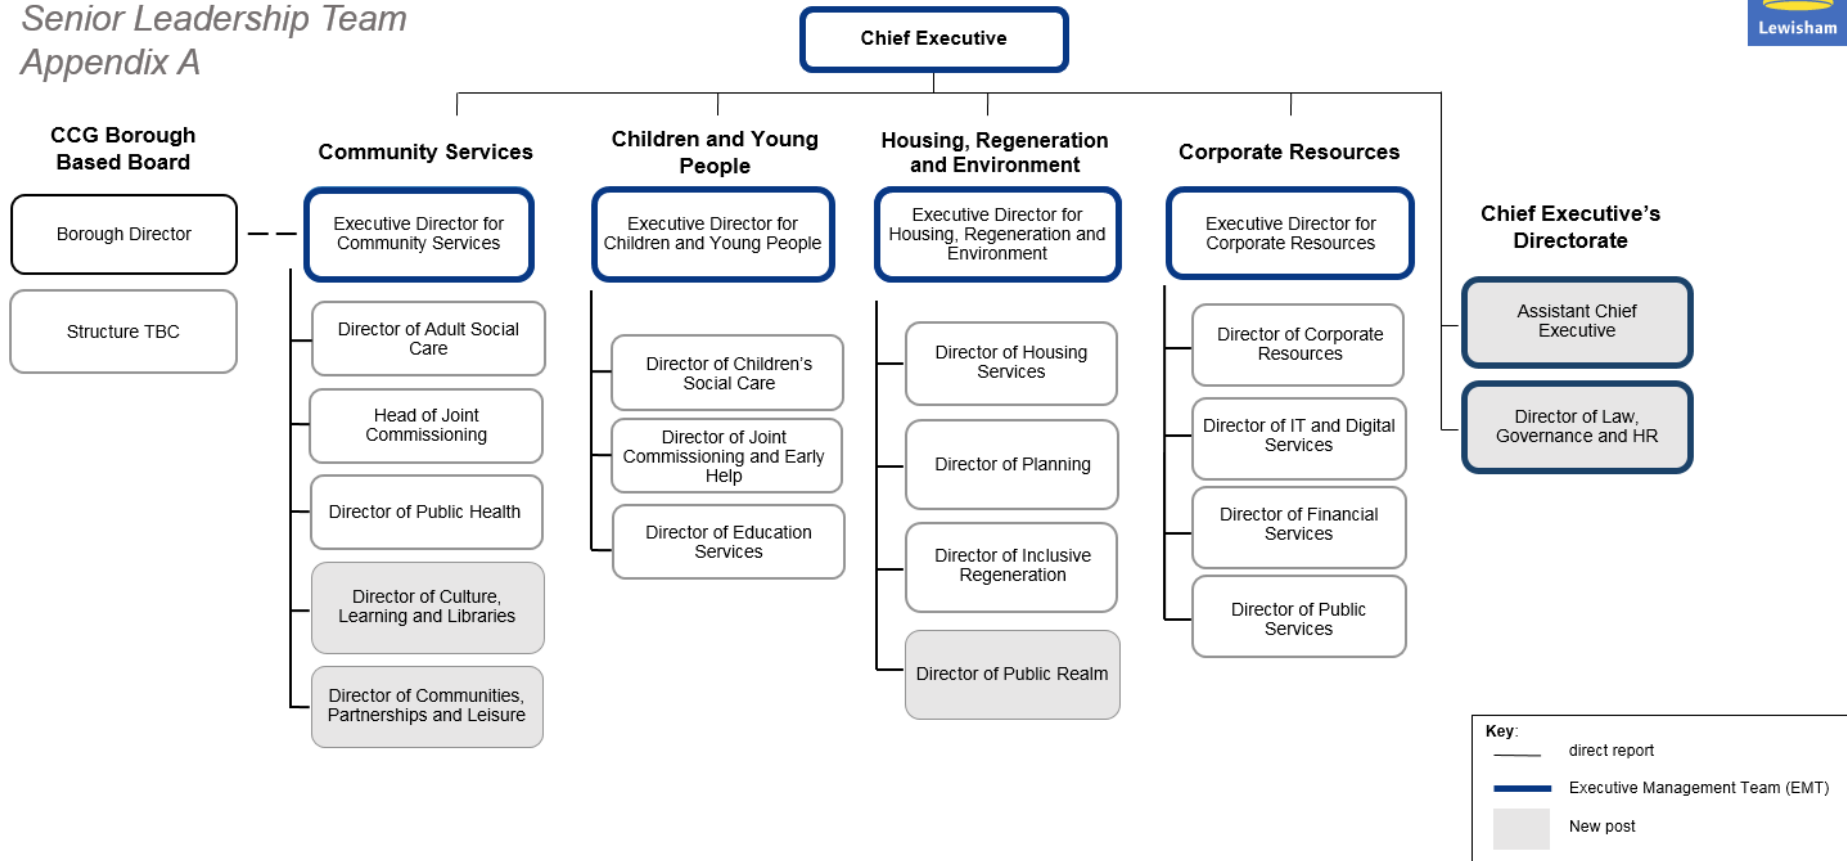 Senior Leadership Team
Appendix A
Chief Executive
Lewisham
CCG Borough
Based Board
Borough Director
Structure TBC
Community Services
Executive Director for
Community Services
Director of Adult Social
Care
Head of Joint
Commissioning
Director of Public Health
Director of Culture,
Learning and Libraries
Director of Communities,
Partnerships and Leisure
Children and Young
People
Executive Director for
Children and Young People
Director of Children's
Social Care
Director of Joint
Commissioning and Early
Help
Director of Education
Services
Housing, Regeneration
and Environment
Executive Director for
Housing, Regeneration and
Environment
Director of Housing
Services
Director of Planning
Director of Inclusive
Regeneration
Director of Public Realm
Corporate Resources
Executive Director for
Corporate Resources
Director of Corporate
Resources
Director of IT and Digital
Services
Director of Financial
Services
Director of Public
Services
Chief Executive's
Directorate
Assistant Chief
Executive
Director of Law,
Governance and HR
Key:
direct report
Executive Management Team (EMT)
New post